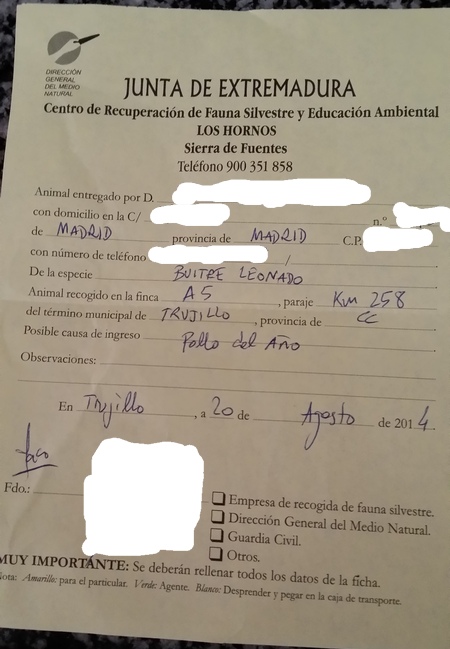 DIRECCIÓN
GENERAL
DEL MEDIO
NATURAL
JUNTA DE EXTREMADURA
Centro de Recuperación de Fauna Silvestre y Educación Ambiental
LOS HORNOS
Sierra de Fuentes
Teléfono 900 351 858
Animal entregado por D.
con domicilio en la C/ n.º
de MADRID provincia de MADRID C.P.
con número de teléfono /
De la especie BUITRE LEONADO
Animal recogido en la finca A5, paraje Km 258
del término municipal de TRUJILLO, provincia de CC
Posible causa de ingreso Pollo del Año
Observaciones:
En Trujillo, a 20 de Agosto de 2014
Fdo.:
Empresa de recogida de fauna silvestre.
Dirección General del Medio Natural.
Guardia Civil.
Otros.
MUY IMPORTANTE: Se deberán rellenar todos los datos de la ficha.
Nota: Amarillo: para el particular. Verde: Agente. Blanco: Desprender y pegar en la caja de transporte.